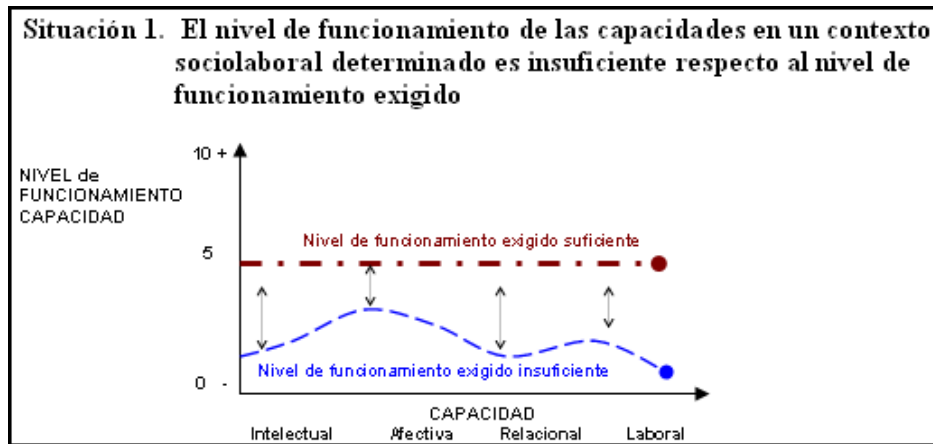 Situación 1. El nivel de funcionamiento de las capacidades en un contexto
sociolaboral determinado es insuficiente respecto al nivel de
funcionamiento exigido
10 +
NIVEL de
FUNCIONAMIENTO
CAPACIDAD
Nivel de funcionamiento exigido suficiente
5
Nivel de funcionamiento exigido insuficiente
0 -
CAPACIDAD
Intelectual Afectiva Relacional Laboral